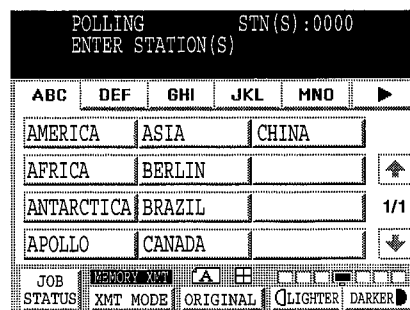 POLLING STN(S):0000
ENTER STATION(S)
ABC DEF GHI JKL MNO
AMERICA ASIA CHINA
AFRICA BERLIN
ANTARCTICA BRAZIL 1/1
APOLLO CANADA
JOB STATUS
MEMORY XMT A
XMT MODE ORIGINAL LIGHTER DARKER